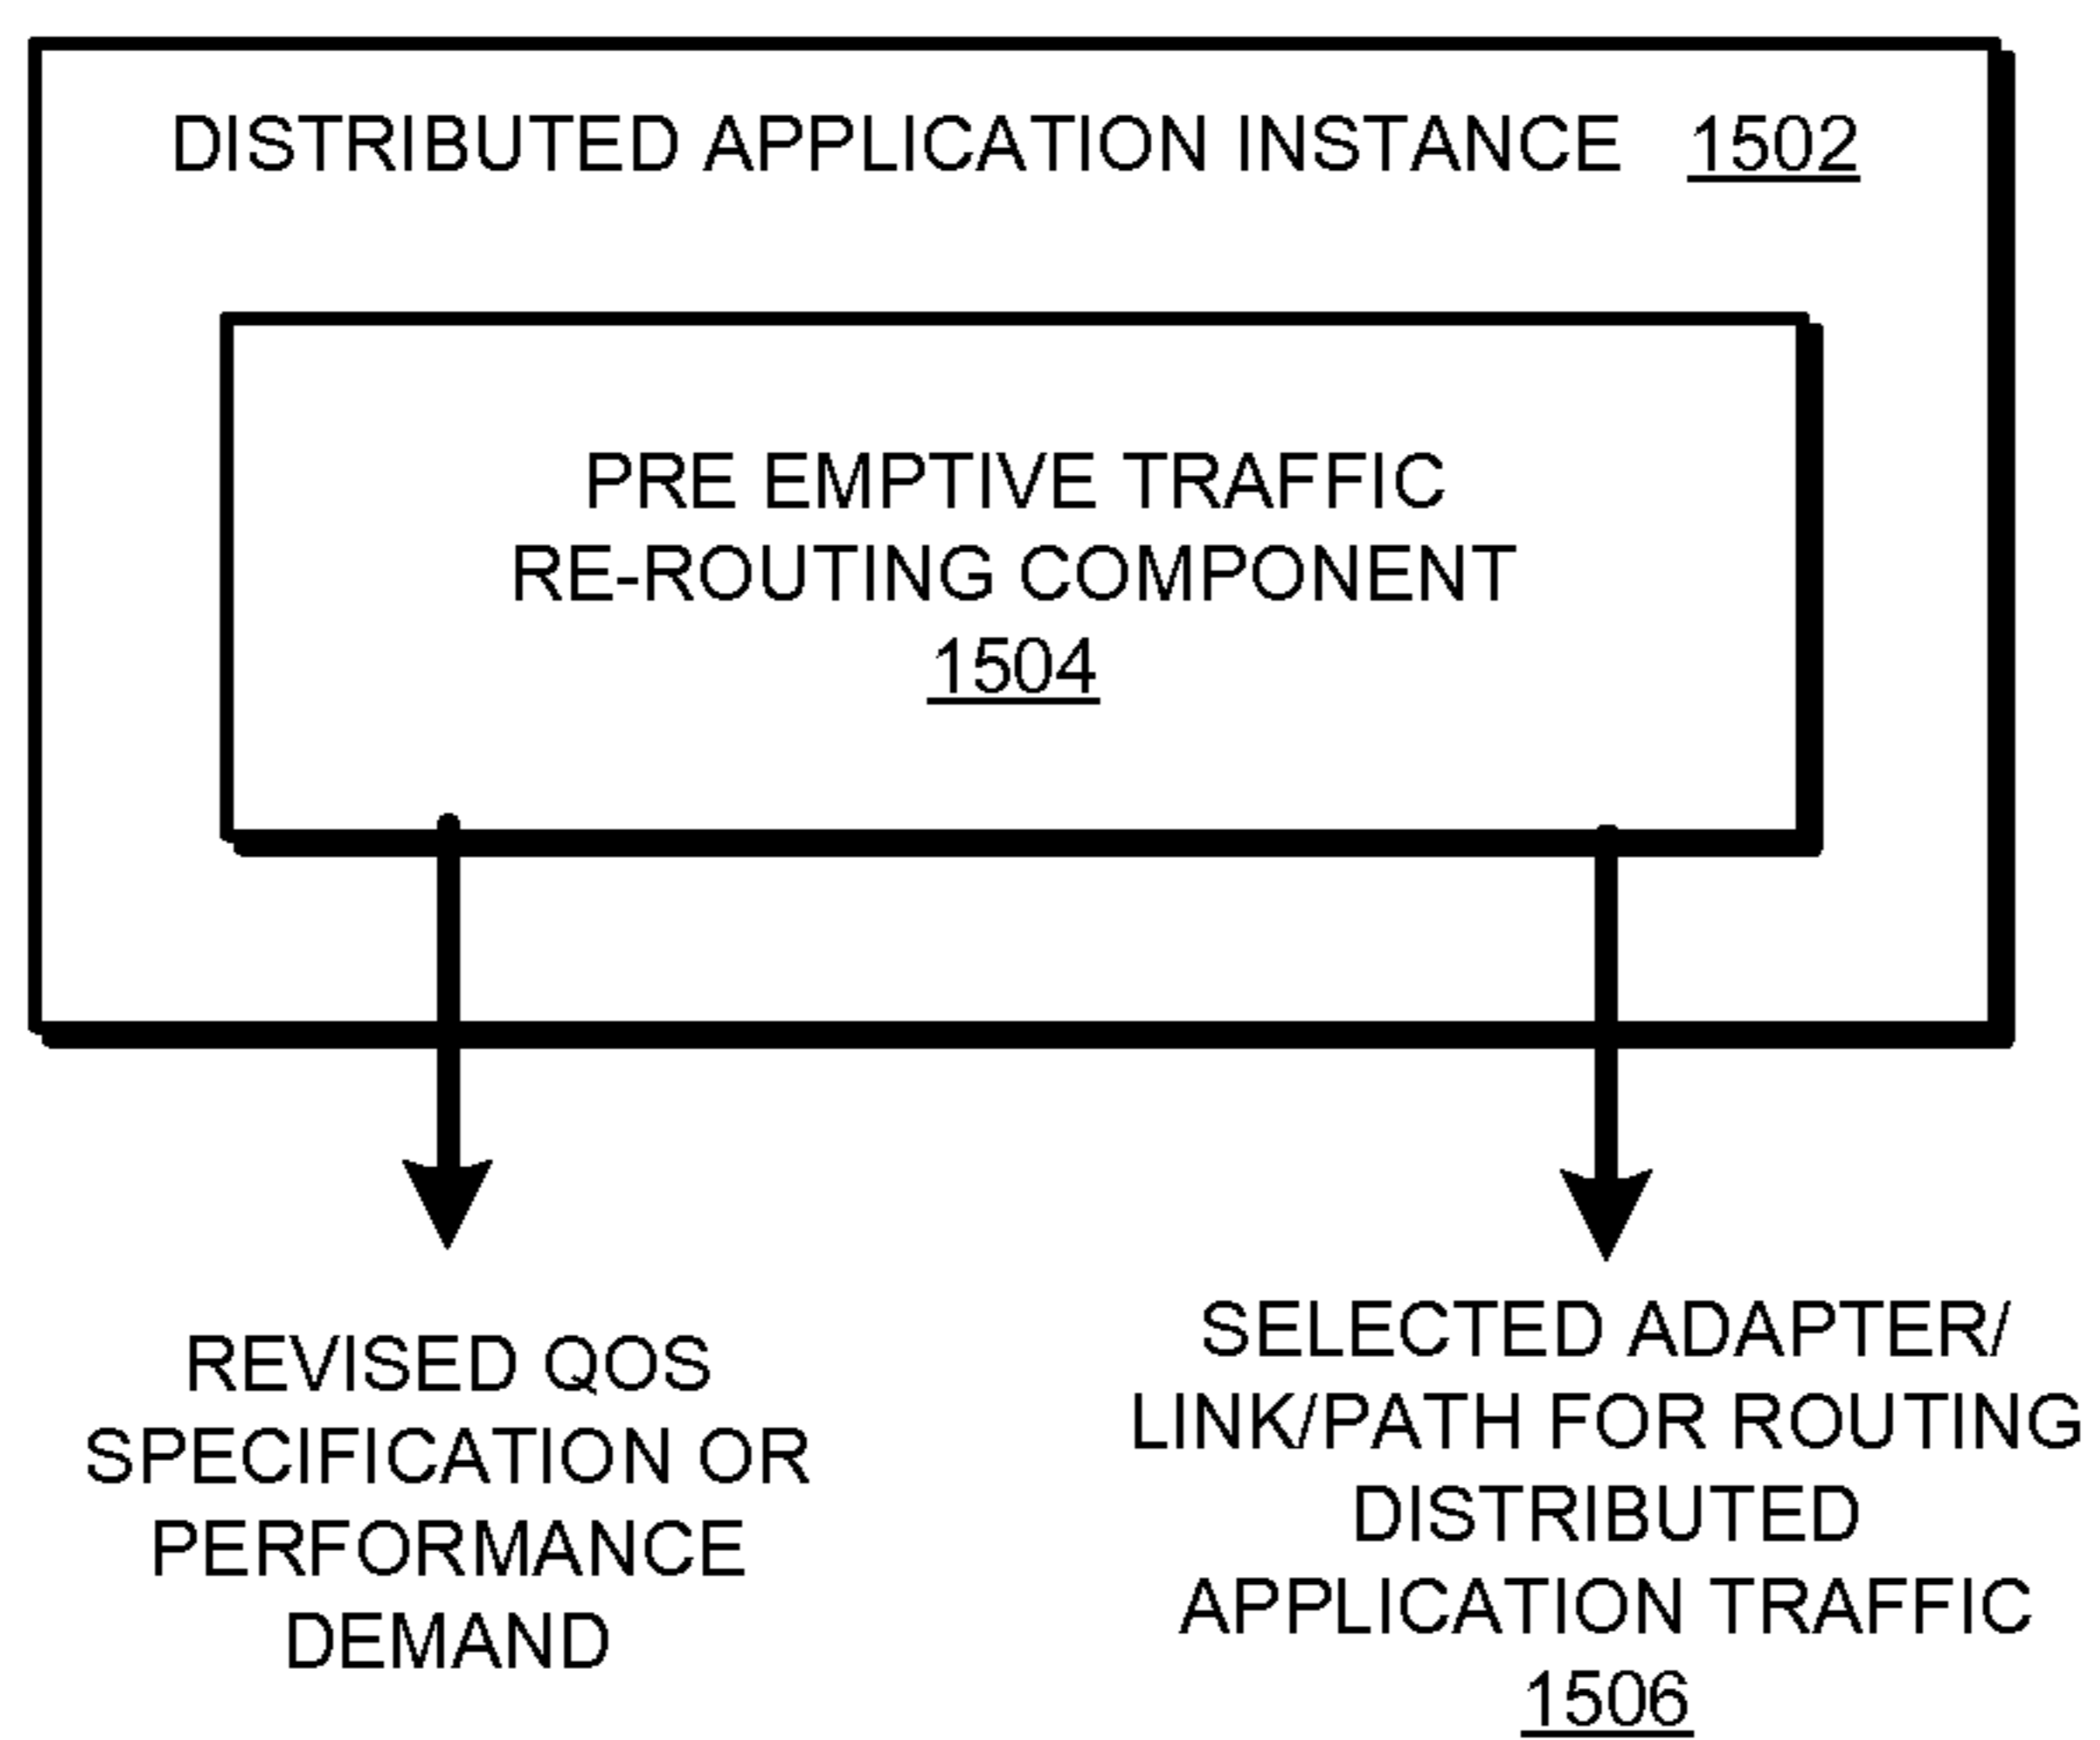 DISTRIBUTED APPLICATION INSTANCE 1502
PRE EMPTIVE TRAFFIC
RE-ROUTING COMPONENT
1504
REVISED QOS
SPECIFICATION OR
PERFORMANCE
DEMAND
SELECTED ADAPTER/
LINK/PATH FOR ROUTING
DISTRIBUTED
APPLICATION TRAFFIC
1506